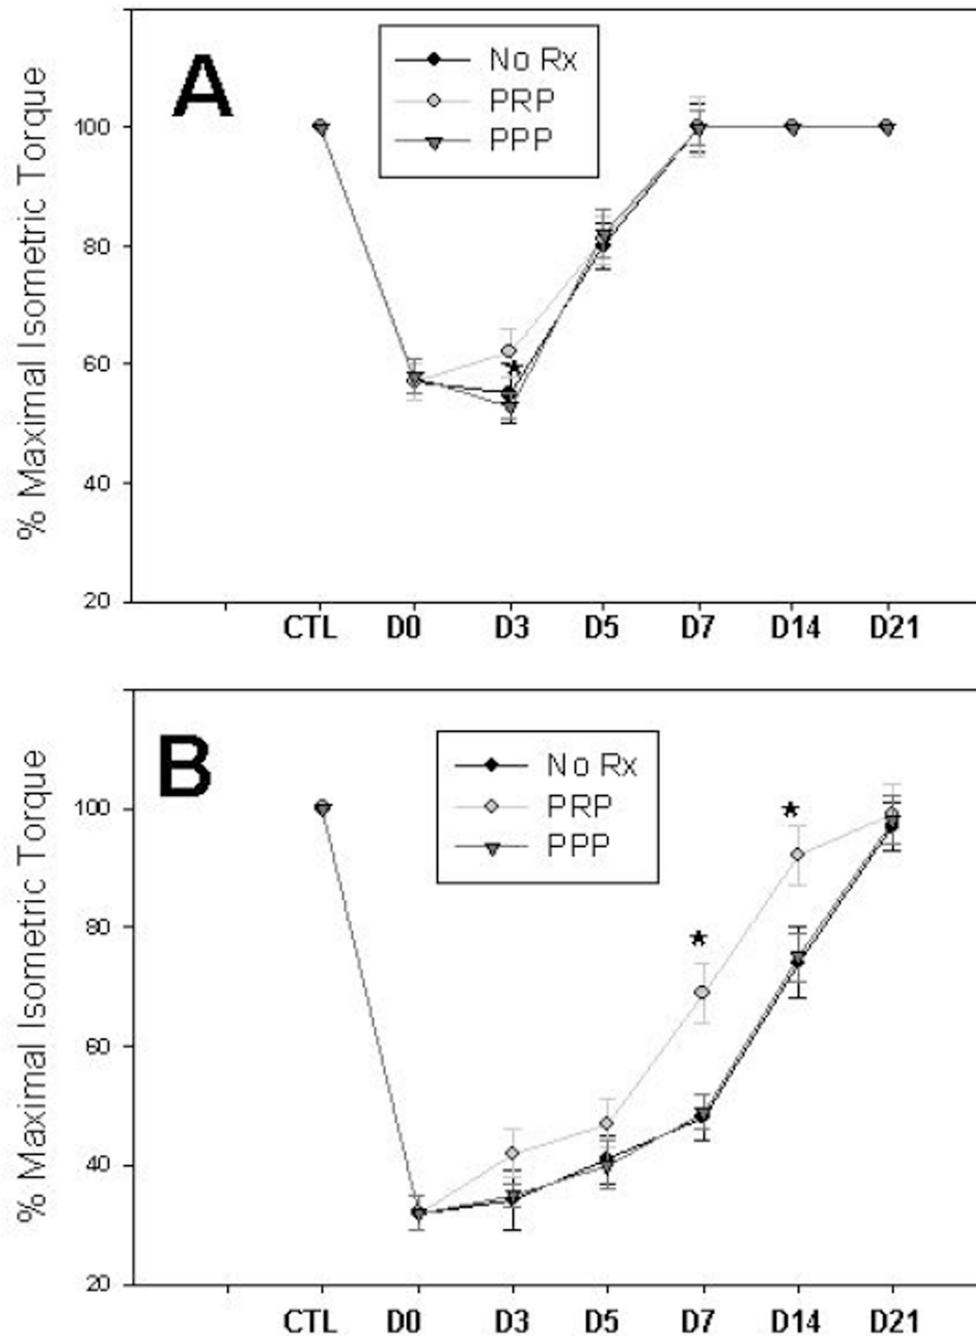 A
No Rx
PRP
PPP
% Maximal Isometric Torque
100
80
60
40
20
CTL D0 D3 D5 D7 D14 D21
B
No Rx
PRP
PPP
% Maximal Isometric Torque
100
80
60
40
20
CTL D0 D3 D5 D7 D14 D21